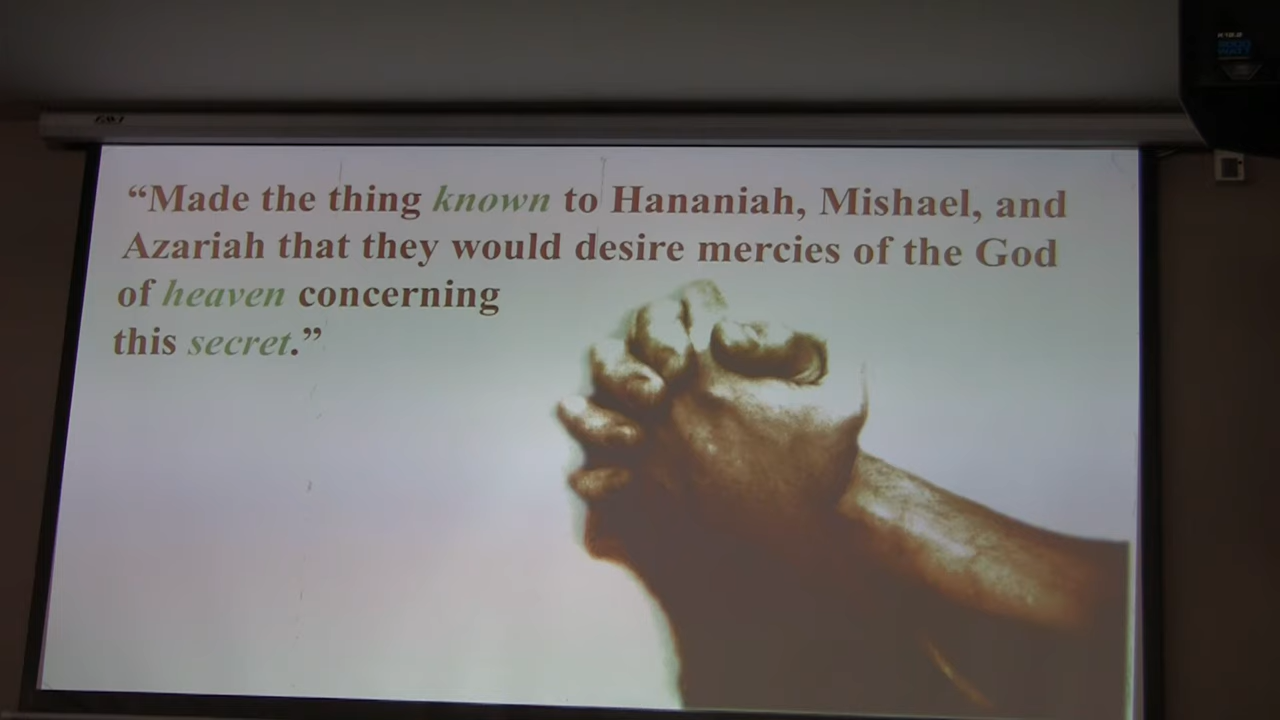 “Made the thing known to Hananiah, Mishael, and
Azariah that they would desire mercies of the God
of heaven concerning
this secret.”